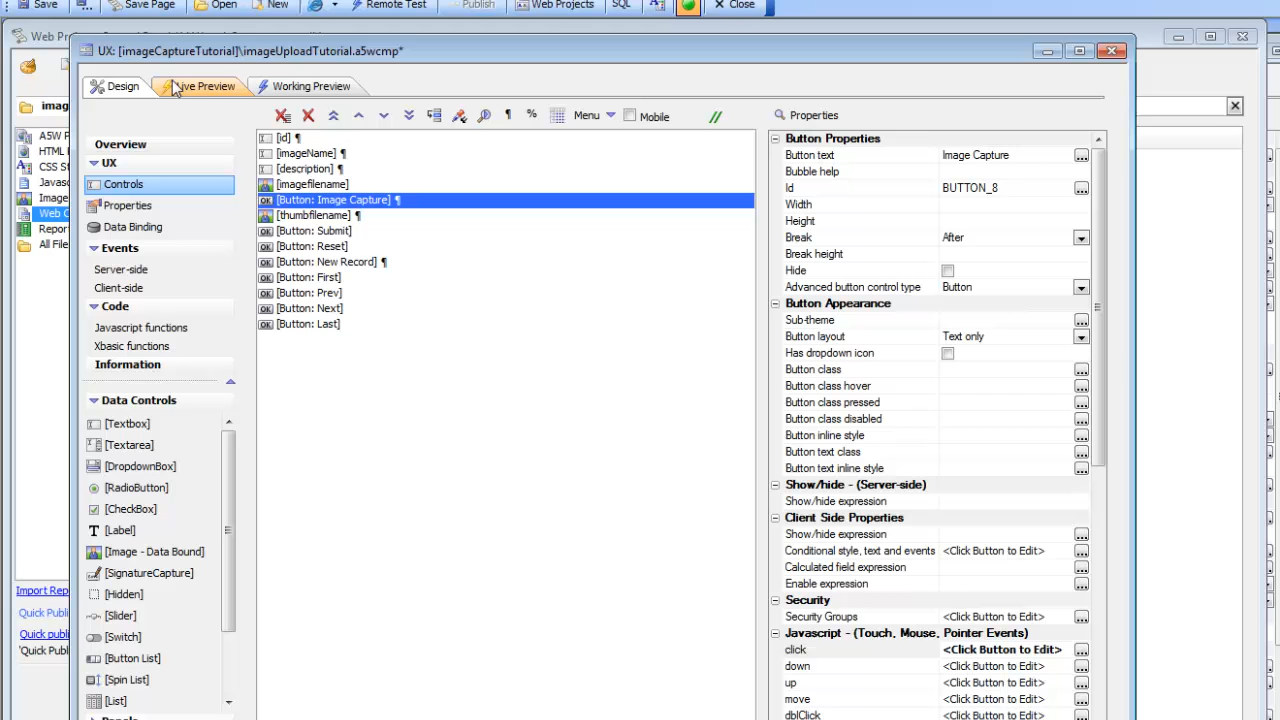 Save
Save Page
Open
New
Remote Test
Publish
Web Projects
SQL
Close
Web Pr
UX: [imageCaptureTutorial]\imageUploadTutorial.a5wcmp*
Design
Live Preview
Working Preview
Menu
Mobile
Properties
imag
A5W P
HTML
CSS St
Javasc
Image
Web C
Report
All File
Import Rep
Quick Publi
Quick publi
'Quick Publ
Overview
UX
Controls
Properties
Data Binding
Events
Server-side
Client-side
Code
Javascript functions
Xbasic functions
Information
Data Controls
[Textbox]
[Textarea]
[DropdownBox]
[RadioButton]
[CheckBox]
[Label]
[Image - Data Bound]
[SignatureCapture]
[Hidden]
[Slider]
[Switch]
[Button List]
[Spin List]
[List]
Panels
[id] ¶
[imageName] ¶
[description] ¶
[imagefilename]
[Button: Image Capture] ¶
[thumbfilename] ¶
[Button: Submit]
[Button: Reset]
[Button: New Record] ¶
[Button: First]
[Button: Prev]
[Button: Next]
[Button: Last]
Button Properties
Button text Image Capture
Bubble help
Id BUTTON_8
Width
Height
Break After
Break height
Hide
Advanced button control type Button
Button Appearance
Sub-theme
Button layout Text only
Has dropdown icon
Button class
Button class hover
Button class pressed
Button class disabled
Button inline style
Button text class
Button text inline style
Show/hide - (Server-side)
Show/hide expression
Client Side Properties
Show/hide expression
Conditional style, text and events <Click Button to Edit>
Calculated field expression
Enable expression
Security
Security Groups <Click Button to Edit>
Javascript - (Touch, Mouse, Pointer Events)
click <Click Button to Edit>
down <Click Button to Edit>
up <Click Button to Edit>
move <Click Button to Edit>
dblClick <Click Button to Edit>